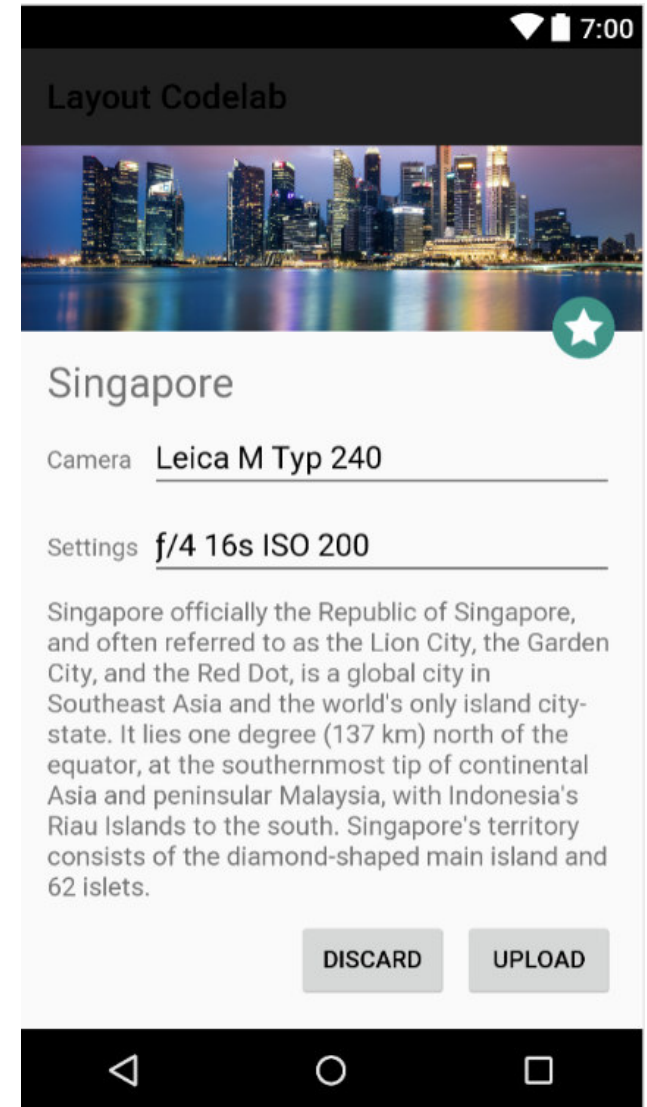 7:00
Layout Codelab
Singapore
Camera Leica M Typ 240
Settings ƒ/4 16s ISO 200
Singapore officially the Republic of Singapore,
and often referred to as the Lion City, the Garden
City, and the Red Dot, is a global city in
Southeast Asia and the world's only island city-
state. It lies one degree (137 km) north of the
equator, at the southernmost tip of continental
Asia and peninsular Malaysia, with Indonesia's
Riau Islands to the south. Singapore's territory
consists of the diamond-shaped main island and
62 islets.
DISCARD UPLOAD